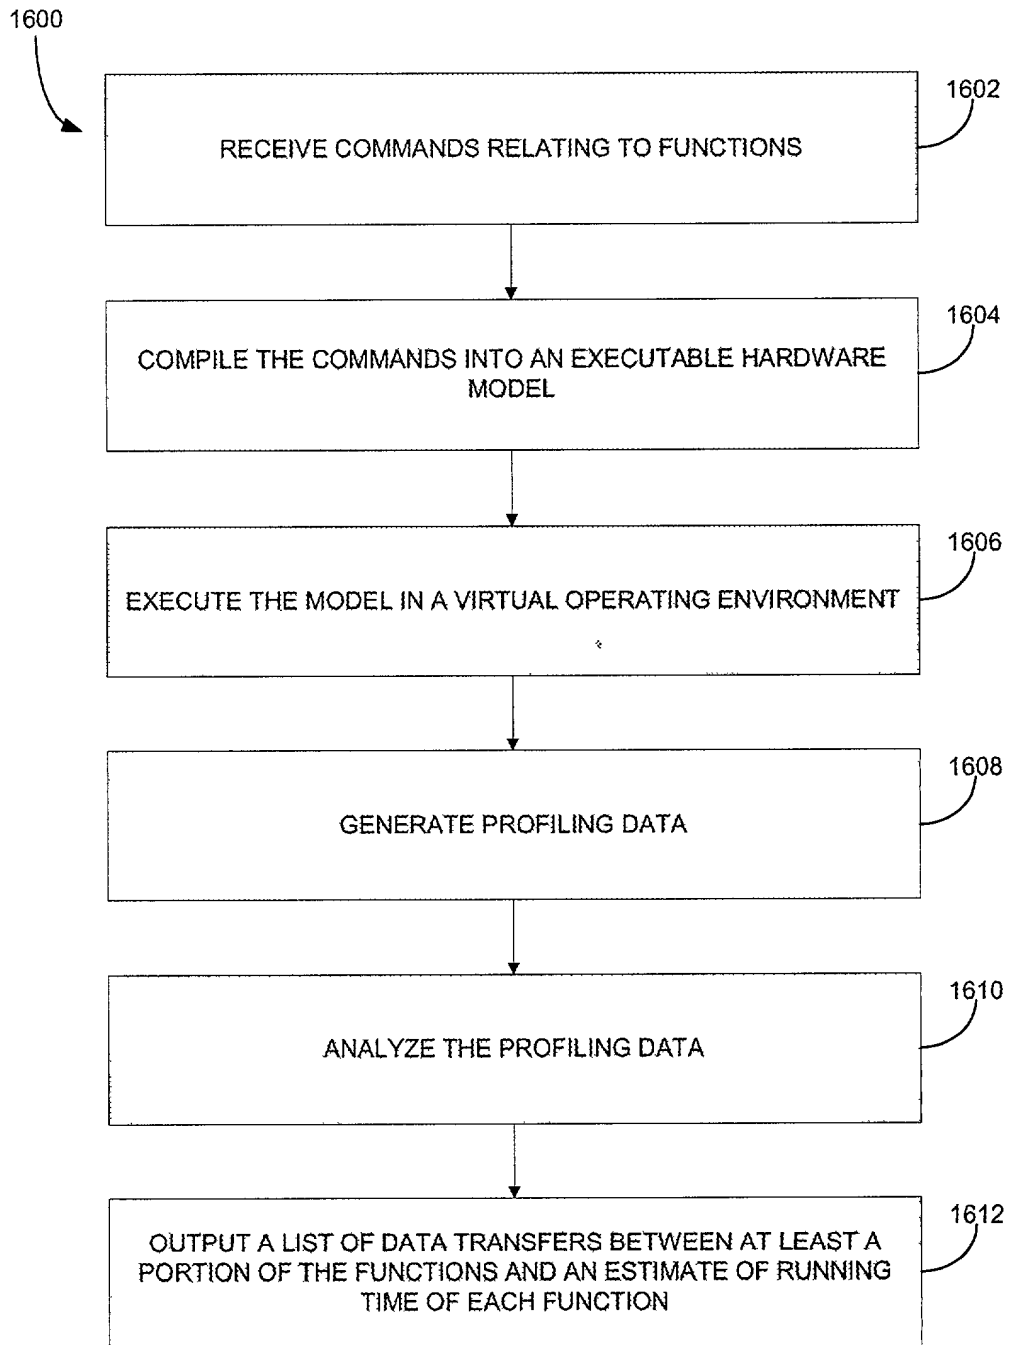 1600
1602
RECEIVE COMMANDS RELATING TO FUNCTIONS
1604
COMPILE THE COMMANDS INTO AN EXECUTABLE HARDWARE
MODEL
1606
EXECUTE THE MODEL IN A VIRTUAL OPERATING ENVIRONMENT
1608
GENERATE PROFILING DATA
1610
ANALYZE THE PROFILING DATA
1612
OUTPUT A LIST OF DATA TRANSFERS BETWEEN AT LEAST A
PORTION OF THE FUNCTIONS AND AN ESTIMATE OF RUNNING
TIME OF EACH FUNCTION